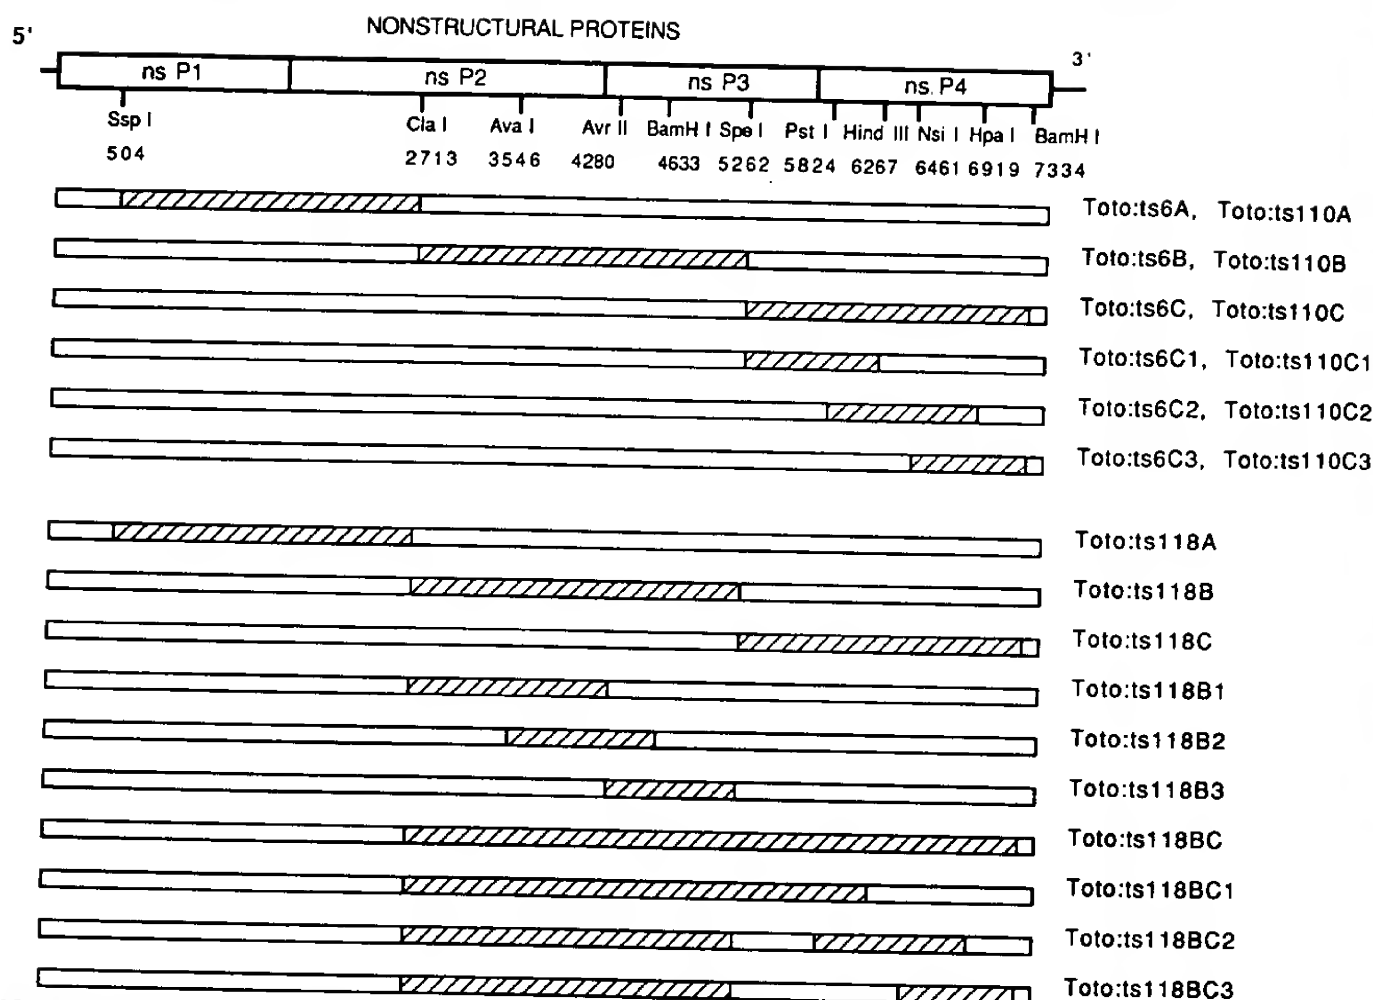 5' NONSTRUCTURAL PROTEINS 3'
ns P1 ns P2 ns P3 ns. P4
Ssp I Cla I Ava I Avr II BamH I Spe I Pst I Hind III Nsi I Hpa I BamH I
504 2713 3546 4280 4633 5262 5824 6267 6461 6919 7334
Toto:ts6A, Toto:ts110A
Toto:ts6B, Toto:ts110B
Toto:ts6C, Toto:ts110C
Toto:ts6C1, Toto:ts110C1
Toto:ts6C2, Toto:ts110C2
Toto:ts6C3, Toto:ts110C3
Toto:ts118A
Toto:ts118B
Toto:ts118C
Toto:ts118B1
Toto:ts118B2
Toto:ts118B3
Toto:ts118BC
Toto:ts118BC1
Toto:ts118BC2
Toto:ts118BC3